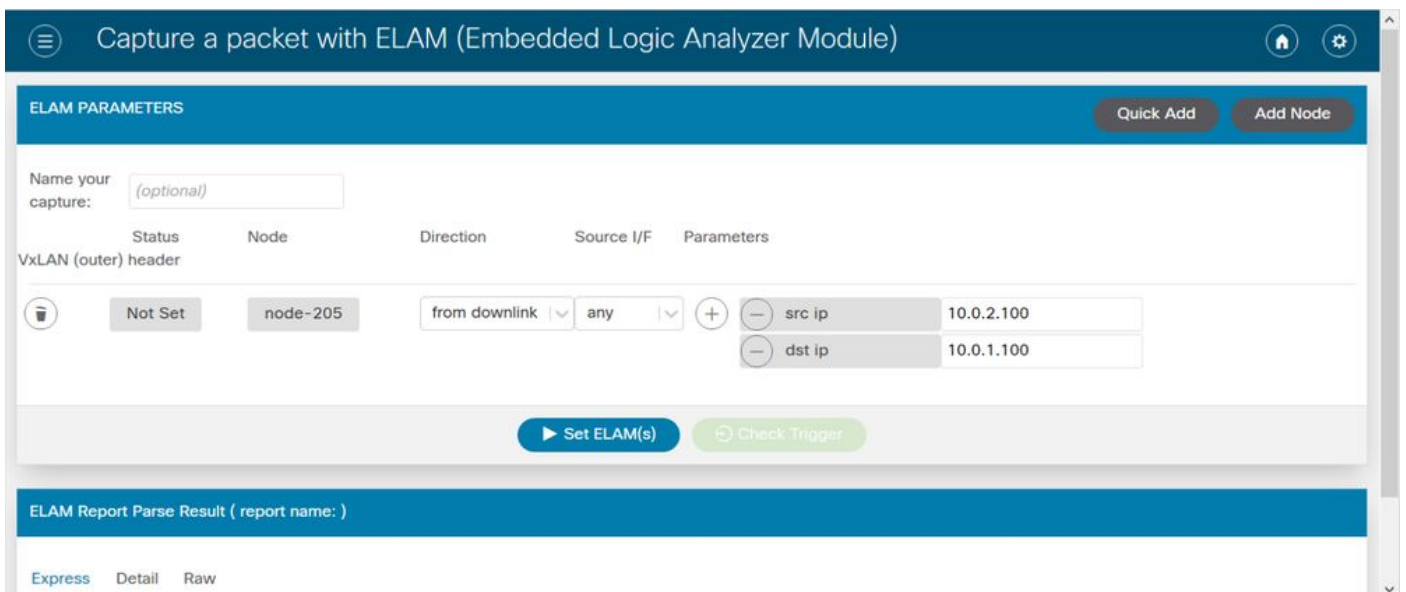 Capture a packet with ELAM (Embedded Logic Analyzer Module)
ELAM PARAMETERS
Quick Add
Add Node
Name your capture:
(optional)
Status Node Direction Source I/F Parameters
VxLAN (outer) header
Not Set node-205 from downlink any src ip 10.0.2.100
dst ip 10.0.1.100
Set ELAM(s)
Check Trigger
ELAM Report Parse Result ( report name: )
Express Detail Raw